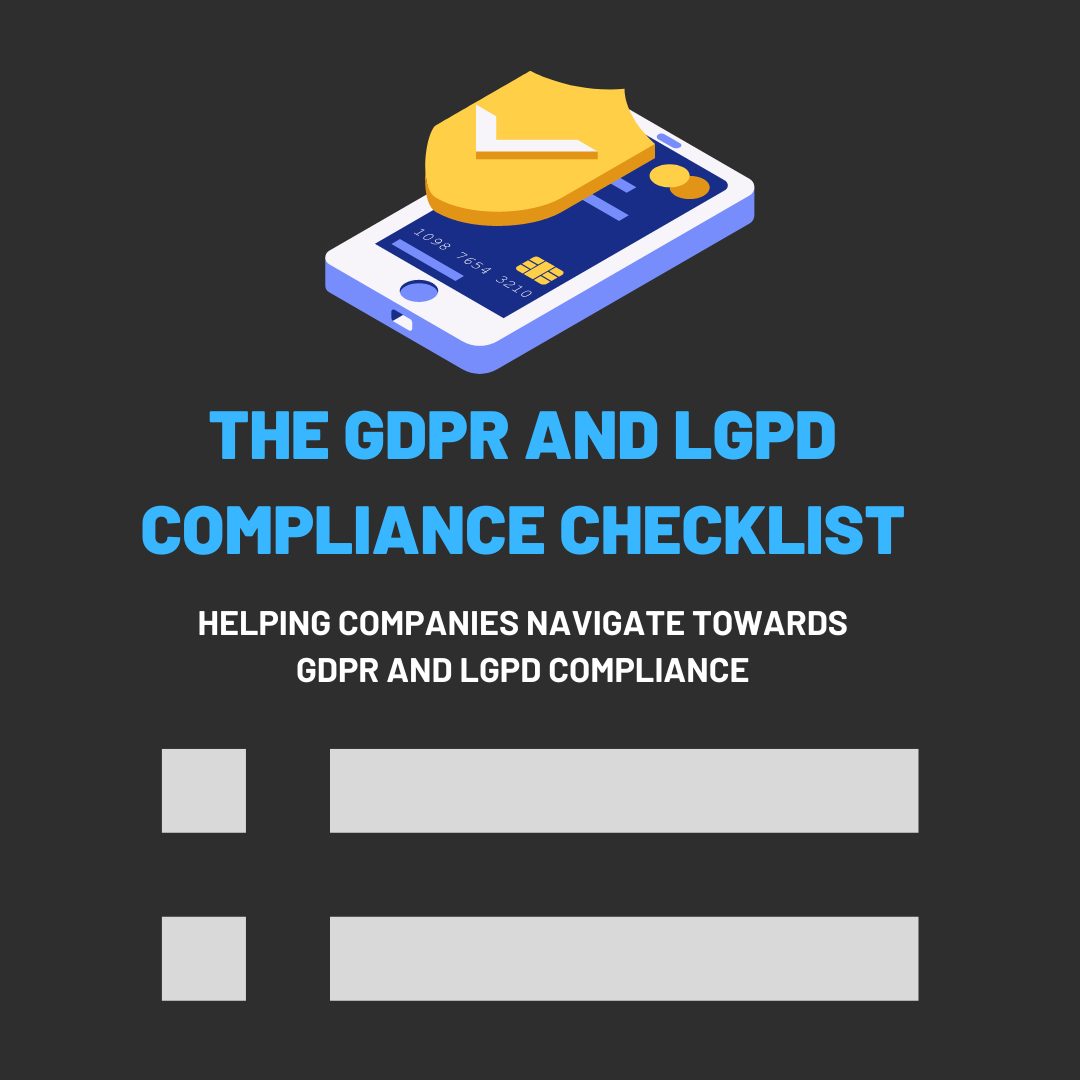 1098 7654 3210
THE GDPR AND LGPD
COMPLIANCE CHECKLIST
HELPING COMPANIES NAVIGATE TOWARDS
GDPR AND LGPD COMPLIANCE